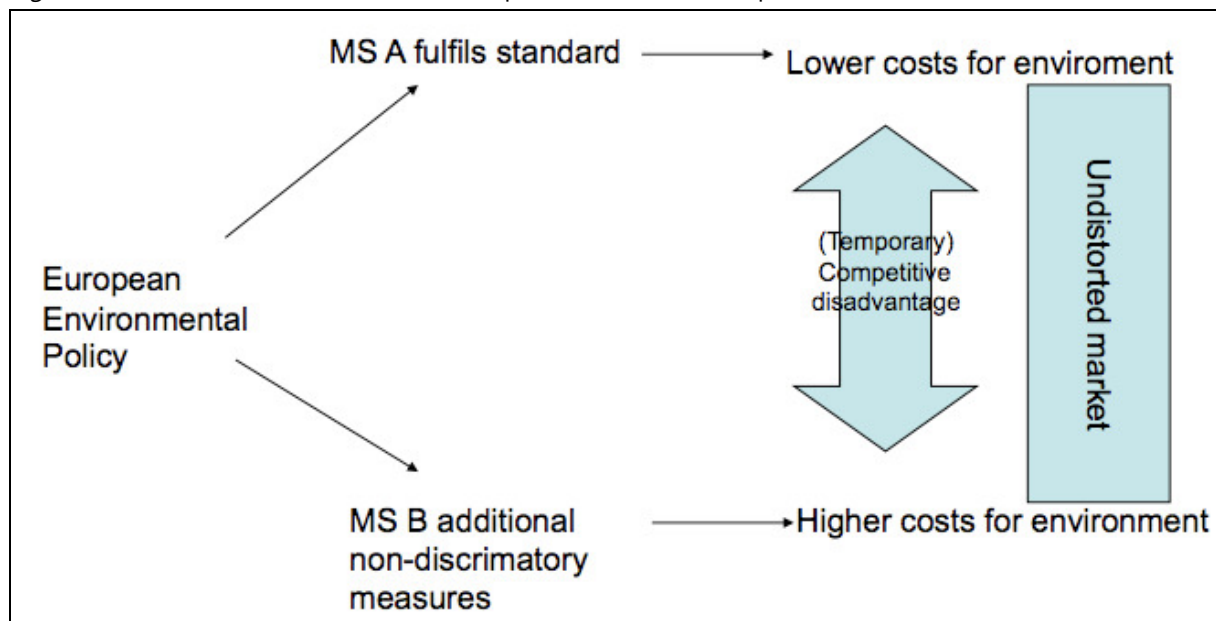 MS A fulfils standard
Lower costs for enviroment
(Temporary)
Competitive
disadvantage
Undistorted market
European
Environmental
Policy
MS B additional
non-discrimatory
measures
Higher costs for environment